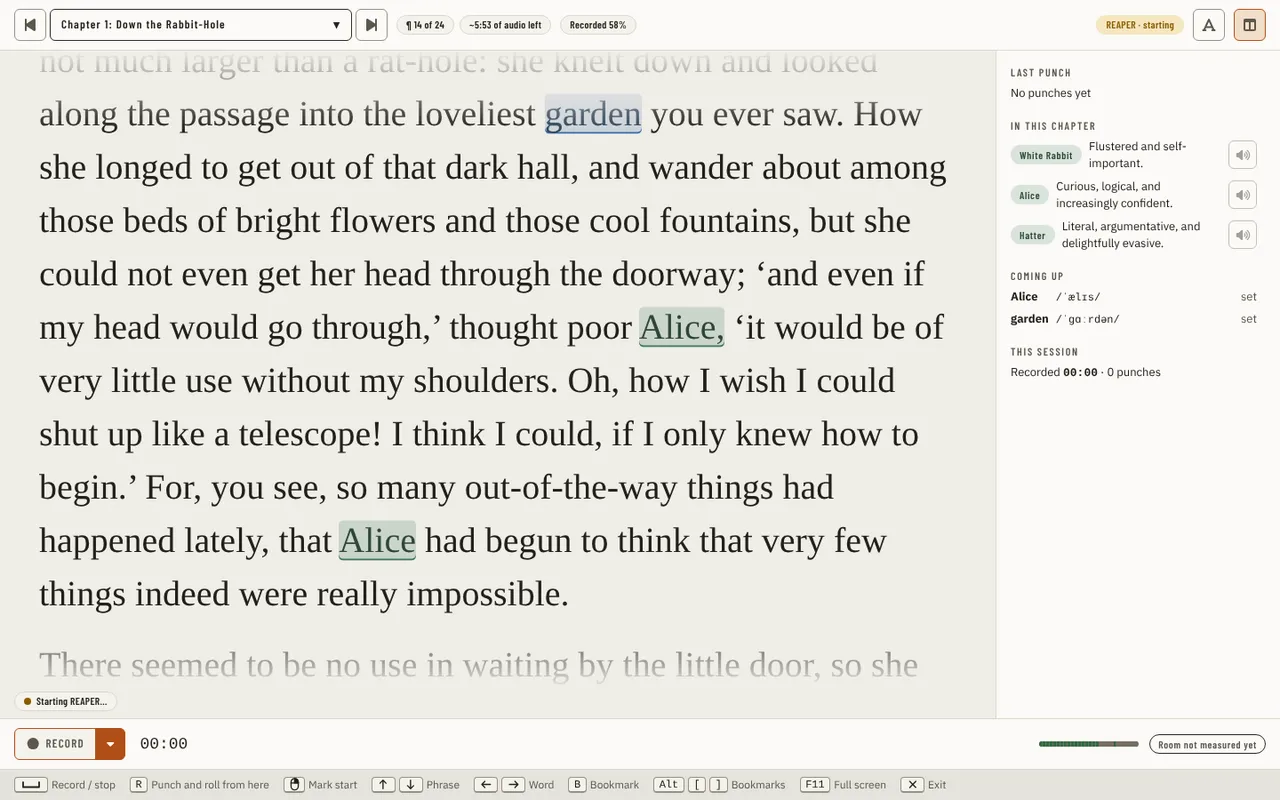 Chapter 1: Down the Rabbit-Hole
¶ 14 of 24
~5:53 of audio left
Recorded 58%
REAPER · starting
A
not much larger than a rat-hole: she knelt down and looked
along the passage into the loveliest garden you ever saw. How
she longed to get out of that dark hall, and wander about among
those beds of bright flowers and those cool fountains, but she
could not even get her head through the doorway; ‘and even if
my head would go through,’ thought poor Alice, ‘it would be of
very little use without my shoulders. Oh, how I wish I could
shut up like a telescope! I think I could, if I only knew how to
begin.’ For, you see, so many out-of-the-way things had
happened lately, that Alice had begun to think that very few
things indeed were really impossible.
There seemed to be no use in waiting by the little door, so she
Starting REAPER…
LAST PUNCH
No punches yet
IN THIS CHAPTER
White Rabbit Flustered and self-
important.
Alice Curious, logical, and
increasingly confident.
Hatter Literal, argumentative, and
delightfully evasive.
COMING UP
Alice /ˈælɪs/ set
garden /ˈɡɑːrdən/ set
THIS SESSION
Recorded 00:00 · 0 punches
RECORD 00:00
Room not measured yet
Record / stop R Punch and roll from here Mark start ↑ ↓ Phrase ← → Word B Bookmark Alt [ ] Bookmarks F11 Full screen ✕ Exit